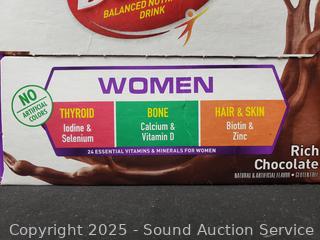 BALANCED NUTRI
DRINK
WOMEN
NO
ARTIFICIAL
COLORS
THYROID
Iodine &
Selenium
BONE
Calcium &
Vitamin D
HAIR & SKIN
Biotin &
Zinc
24 ESSENTIAL VITAMINS & MINERALS FOR WOMEN
Rich
Chocolate
NATURAL & ARTIFICIAL FLAVOR • GLUTEN FREE
Copyright 2025 - Sound Auction Service